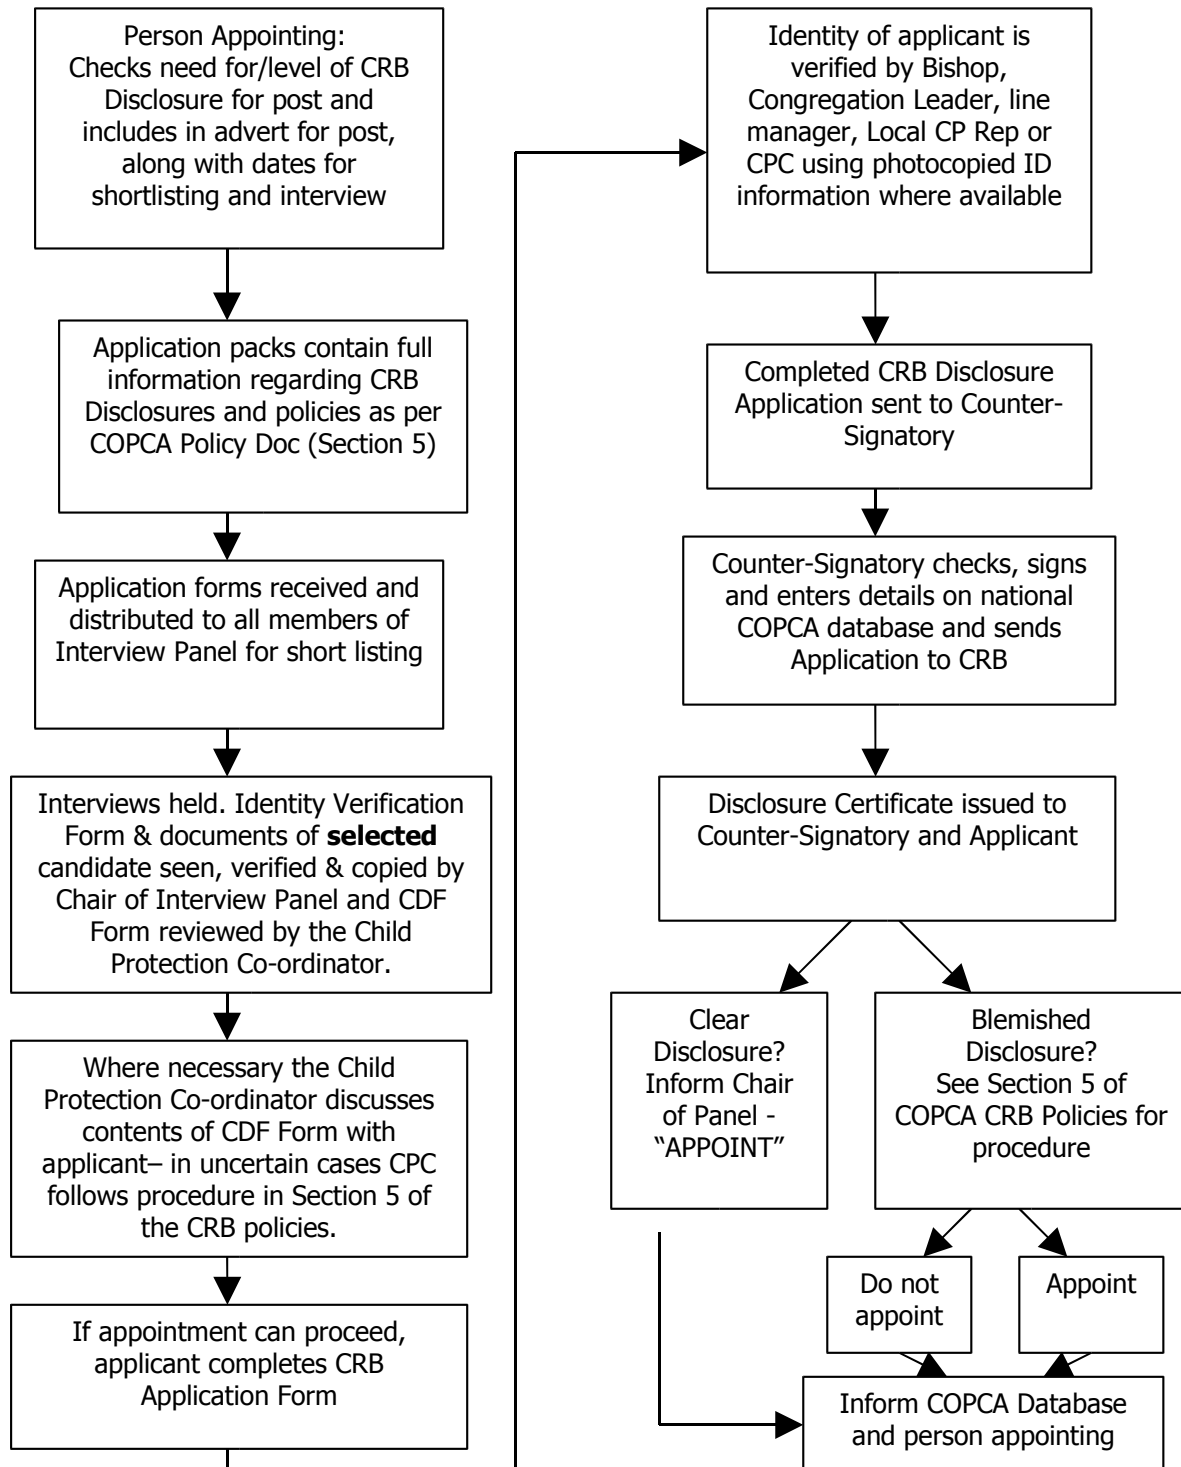 Person Appointing:
Checks need for/level of CRB
Disclosure for post and
includes in advert for post,
along with dates for
shortlisting and interview
Application packs contain full
information regarding CRB
Disclosures and policies as per
COPCA Policy Doc (Section 5)
Application forms received and
distributed to all members of
Interview Panel for short listing
Interviews held. Identity Verification
Form & documents of selected
candidate seen, verified & copied by
Chair of Interview Panel and CDF
Form reviewed by the Child
Protection Co-ordinator.
Where necessary the Child
Protection Co-ordinator discusses
contents of CDF Form with
applicant– in uncertain cases CPC
follows procedure in Section 5 of
the CRB policies.
If appointment can proceed,
applicant completes CRB
Application Form
Identity of applicant is
verified by Bishop,
Congregation Leader, line
manager, Local CP Rep or
CPC using photocopied ID
information where available
Completed CRB Disclosure
Application sent to Counter-
Signatory
Counter-Signatory checks, signs
and enters details on national
COPCA database and sends
Application to CRB
Disclosure Certificate issued to
Counter-Signatory and Applicant
Clear
Disclosure?
Inform Chair
of Panel -
“APPOINT”
Blemished
Disclosure?
See Section 5 of
COPCA CRB Policies for
procedure
Do not
appoint
Appoint
Inform COPCA Database
and person appointing